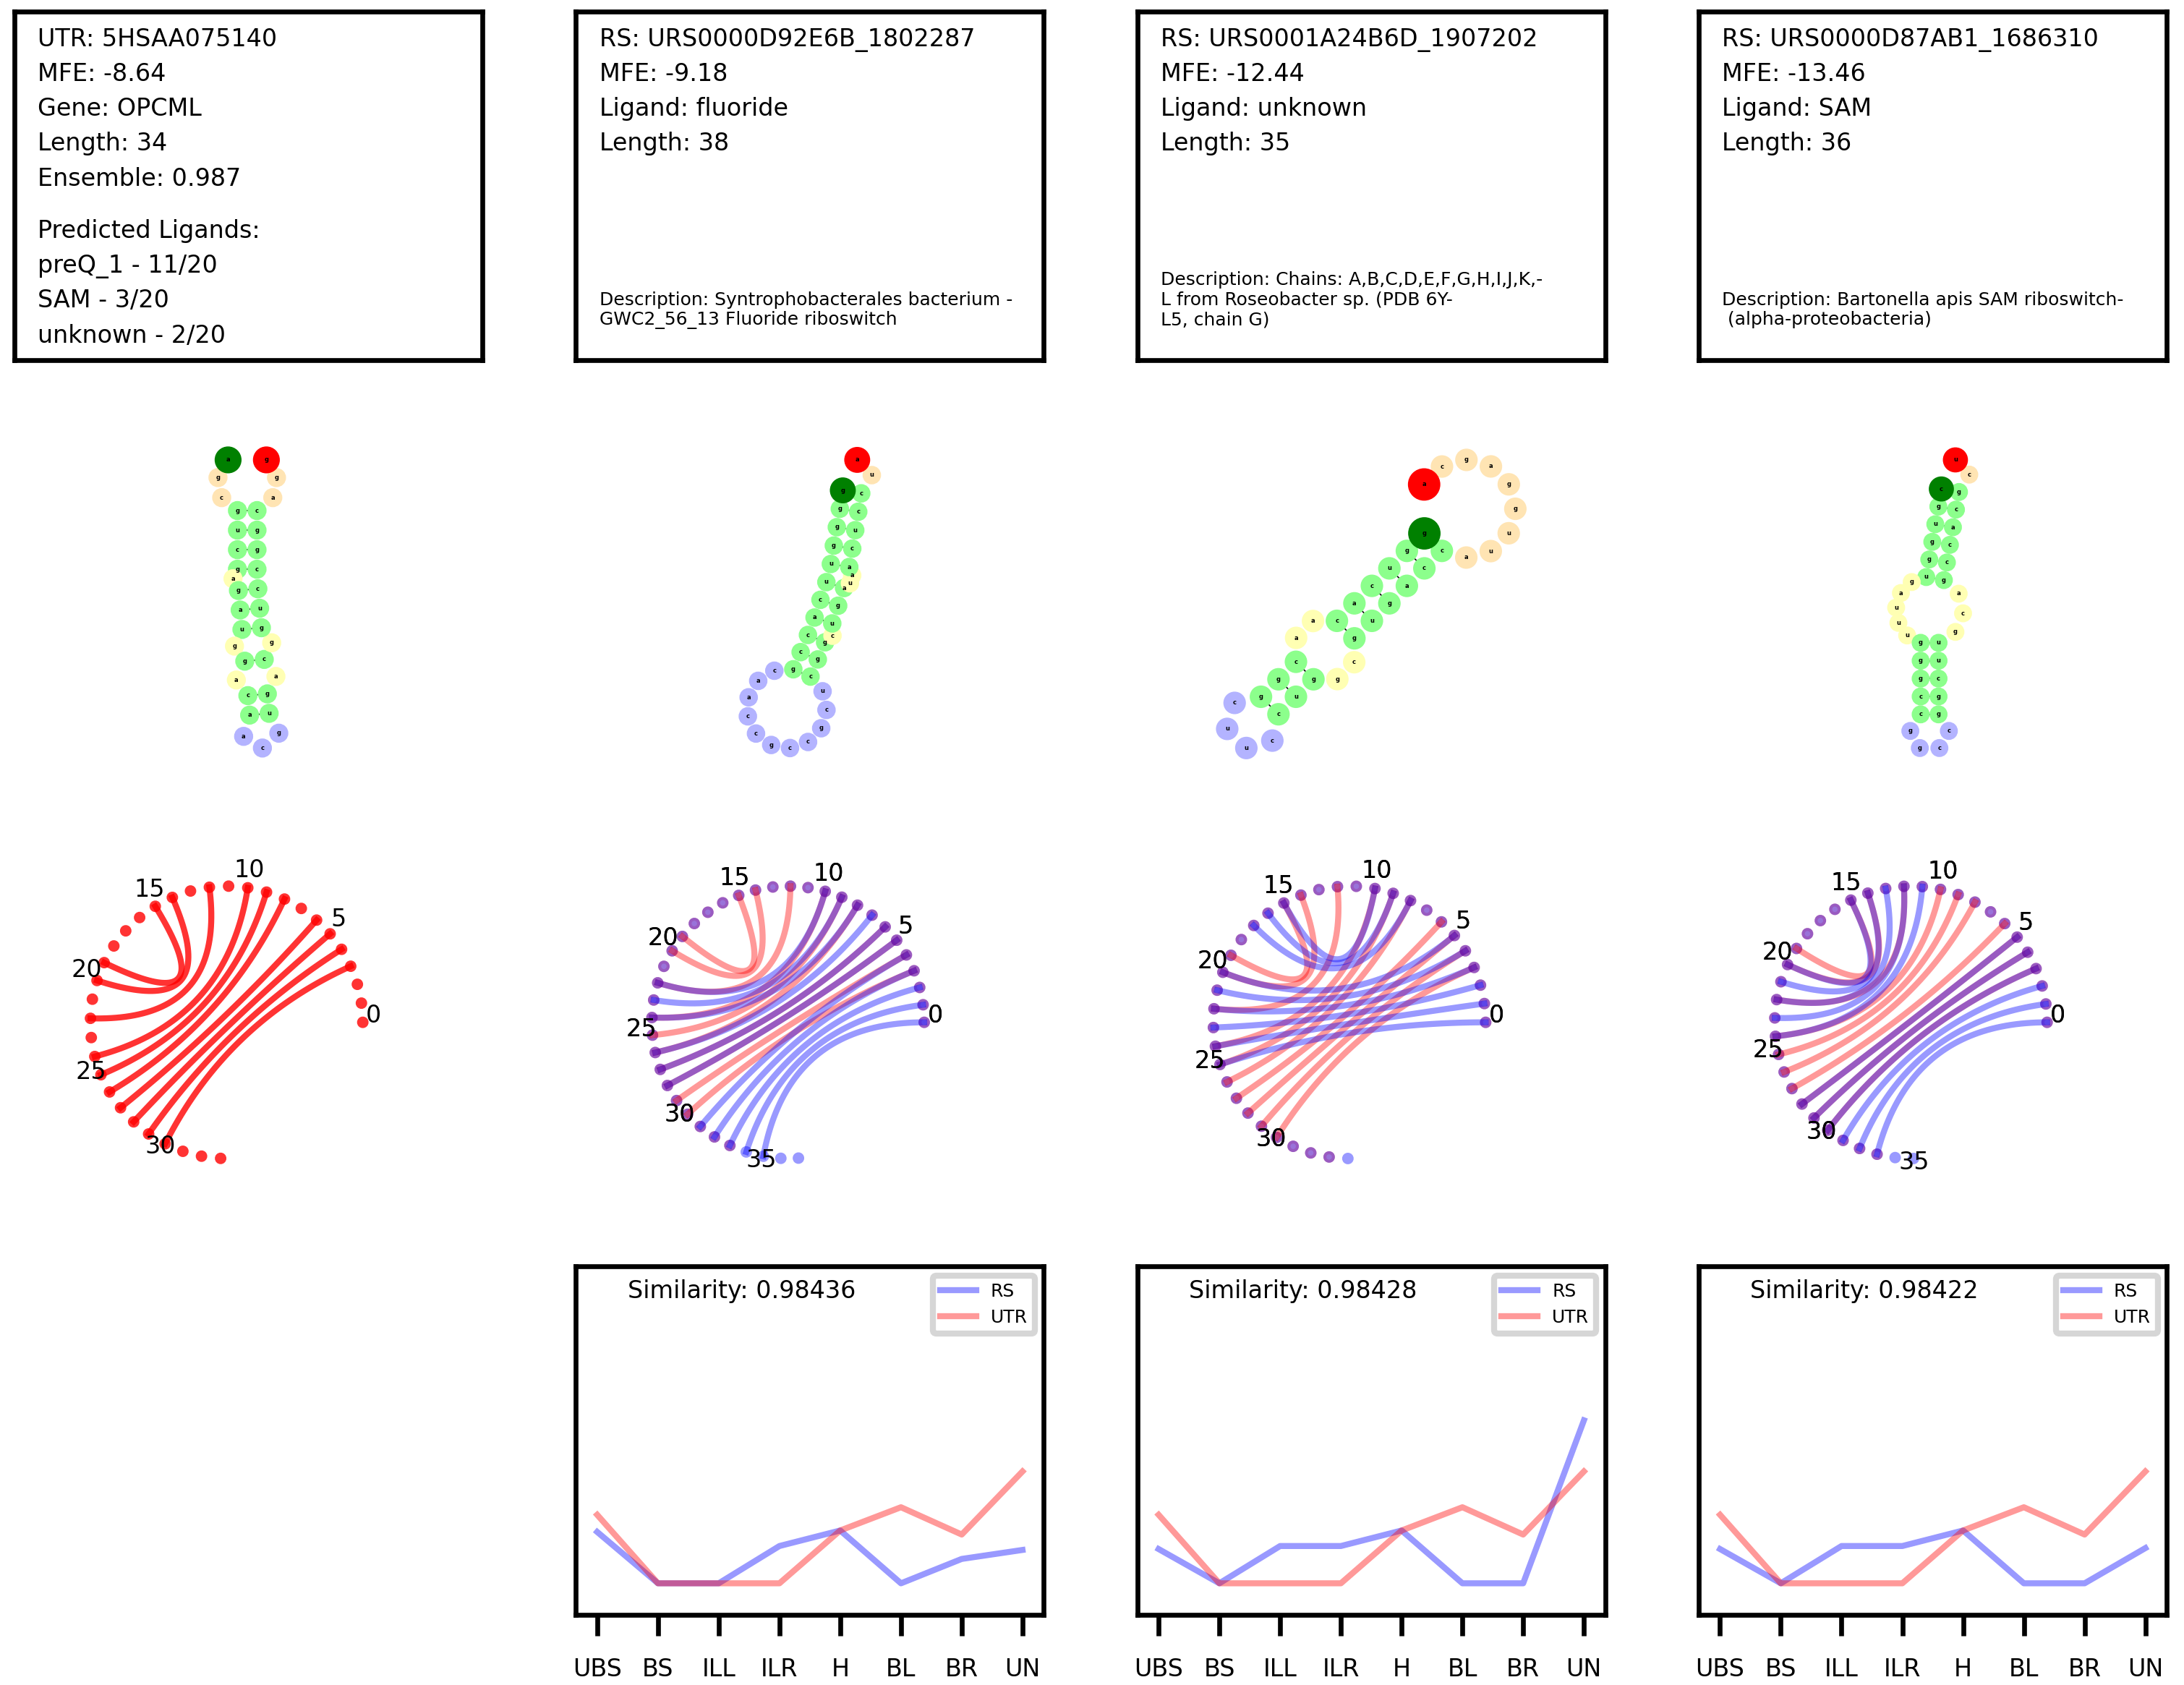 UTR: 5HSAA075140
MFE: -8.64
Gene: OPCML
Length: 34
Ensemble: 0.987
Predicted Ligands:
preQ_1 - 11/20
SAM - 3/20
unknown - 2/20
RS: URS0000D92E6B_1802287
MFE: -9.18
Ligand: fluoride
Length: 38
Description: Syntrophobacterales bacterium -
GWC2_56_13 Fluoride riboswitch
RS: URS0001A24B6D_1907202
MFE: -12.44
Ligand: unknown
Length: 35
Description: Chains: A,B,C,D,E,F,G,H,I,J,K,-
L from Roseobacter sp. (PDB 6Y-
L5, chain G)
RS: URS0000D87AB1_1686310
MFE: -13.46
Ligand: SAM
Length: 36
Description: Bartonella apis SAM riboswitch-
(alpha-proteobacteria)
0
5
10
15
20
25
30
0
5
10
15
20
25
30
35
0
5
10
15
20
25
30
0
5
10
15
20
25
30
35
Similarity: 0.98436
RS
UTR
UBS BS ILL ILR H BL BR UN
Similarity: 0.98428
RS
UTR
UBS BS ILL ILR H BL BR UN
Similarity: 0.98422
RS
UTR
UBS BS ILL ILR H BL BR UN